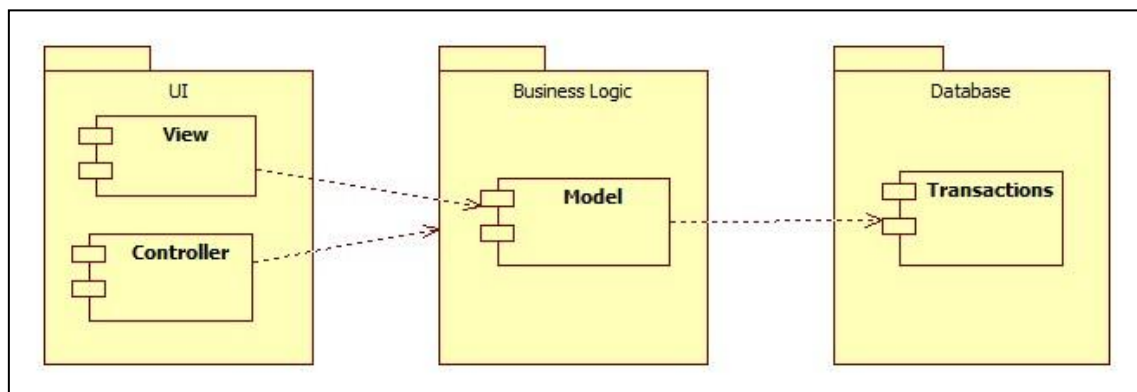 UI
View
Controller
Business Logic
Model
Database
Transactions